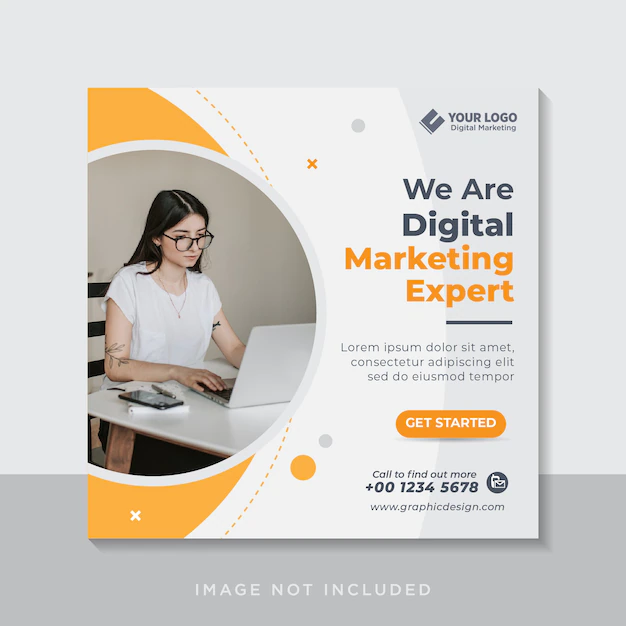 YOUR LOGO
Digital Marketing
We Are
Digital
Marketing
Expert
Lorem ipsum dolor sit amet,
consectetur adipiscing elit
sed do eiusmod tempor
GET STARTED
Call to find out more
+00 1234 5678
www.graphicdesign.com
IMAGE NOT INCLUDED